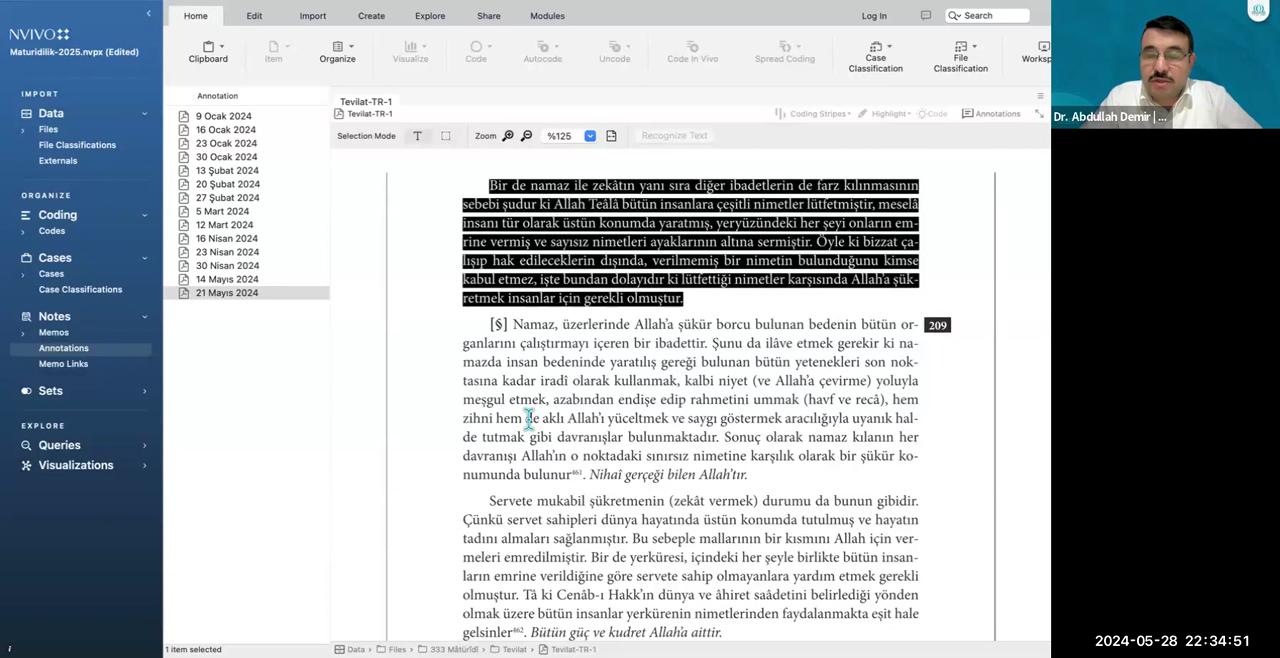 NVIVO
Maturidilik-2025.nvpx (Edited)
IMPORT
Data
Files
File Classifications
Externals
ORGANIZE
Coding
Codes
Cases
Cases
Case Classifications
Notes
Memos
Annotations
Memo Links
Sets
EXPLORE
Queries
Visualizations
Home Edit Import Create Explore Share Modules Log In Search
Clipboard Item Organize Visualize Code Autocode Uncode Code In Vivo Spread Coding Case Classification File Classification Worksp
Annotation
9 Ocak 2024
16 Ocak 2024
23 Ocak 2024
30 Ocak 2024
13 Şubat 2024
20 Şubat 2024
27 Şubat 2024
5 Mart 2024
12 Mart 2024
16 Nisan 2024
23 Nisan 2024
30 Nisan 2024
14 Mayıs 2024
21 Mayıs 2024
1 item selected
Tevilat-TR-1
Tevilat-TR-1 Coding Stripes Highlight Code Annotations
Selection Mode T Zoom %125 Recognize Text
Bir de namaz ile zekâtın yanı sıra diğer ibadetlerin de farz kılınmasının
sebebi şudur ki Allah Teâlâ bütün insanlara çeşitli nimetler lütfetmiştir, meselâ
insanı tür olarak üstün konumda yaratmış, yeryüzündeki her şeyi onların em-
rine vermiş ve sayısız nimetleri ayaklarının altına sermiştir. Öyle ki bizzat ça-
lışıp hak edileceklerin dışında, verilmemiş bir nimetin bulunduğunu kimse
kabul etmez, işte bundan dolayıdır ki lütfettiği nimetler karşısında Allah'a şük-
retmek insanlar için gerekli olmuştur.
[§] Namaz, üzerlerinde Allah'a şükür borcu bulunan bedenin bütün or- 209
ganlarını çalıştırmayı içeren bir ibadettir. Şunu da ilâve etmek gerekir ki na-
mazda insan bedeninde yaratılış gereği bulunan bütün yetenekleri son nok-
tasına kadar iradî olarak kullanmak, kalbi niyet (ve Allah'a çevirme) yoluyla
meşgul etmek, azabından endişe edip rahmetini ummak (havf ve recâ), hem
zihni hem de aklı Allah'ı yüceltmek ve saygı göstermek aracılığıyla uyanık hal-
de tutmak gibi davranışlar bulunmaktadır. Sonuç olarak namaz kılanın her
davranışı Allah'ın o noktadaki sınırsız nimetine karşılık olarak bir şükür ko-
numunda bulunur⁴⁶¹. Nihaî gerçeği bilen Allah'tır.
Servete mukabil şükretmenin (zekât vermek) durumu da bunun gibidir.
Çünkü servet sahipleri dünya hayatında üstün konumda tutulmuş ve hayatın
tadını almaları sağlanmıştır. Bu sebeple mallarının bir kısmını Allah için ver-
meleri emredilmiştir. Bir de yerküresi, içindeki her şeyle birlikte bütün insan-
ların emrine verildiğine göre servete sahip olmayanlara yardım etmek gerekli
olmuştur. Tâ ki Cenâb-ı Hakk'ın dünya ve âhiret saâdetini belirlediği yönden
olmak üzere bütün insanlar yerkürenin nimetlerinden faydalanmakta eşit hale
gelsinler⁴⁶². Bütün güç ve kudret Allah'a aittir.
Data Files 333 Mâtürîdî Tevilat Tevilat-TR-1
Dr. Abdullah Demir | ...
2024-05-28 22:34:51